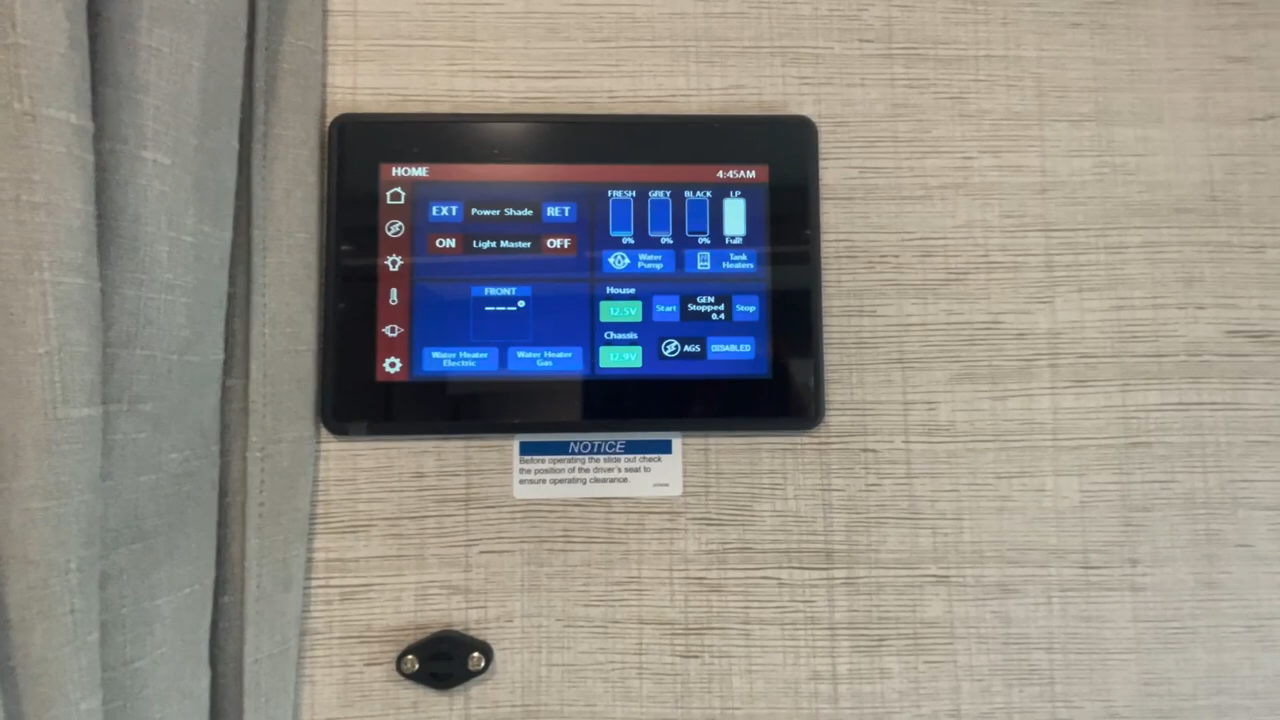 HOME 4:45AM
EXT Power Shade RET
ON Light Master OFF
FRESH GREY BLACK LP
0% 0% 0% Full!
Water Pump
Tank Heaters
FRONT
---°
Water Heater Electric
Water Heater Gas
House
12.5V
Start
GEN Stopped 0.4
Stop
Chassis
12.9V
AGS DISABLED
NOTICE
Before operating the slide out check
the position of the driver's seat to
ensure operating clearance.